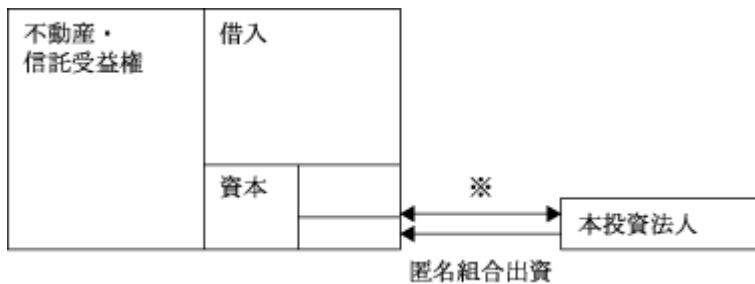 不動産・
信託受益権
借入
資本
※
本投資法人
匿名組合出資